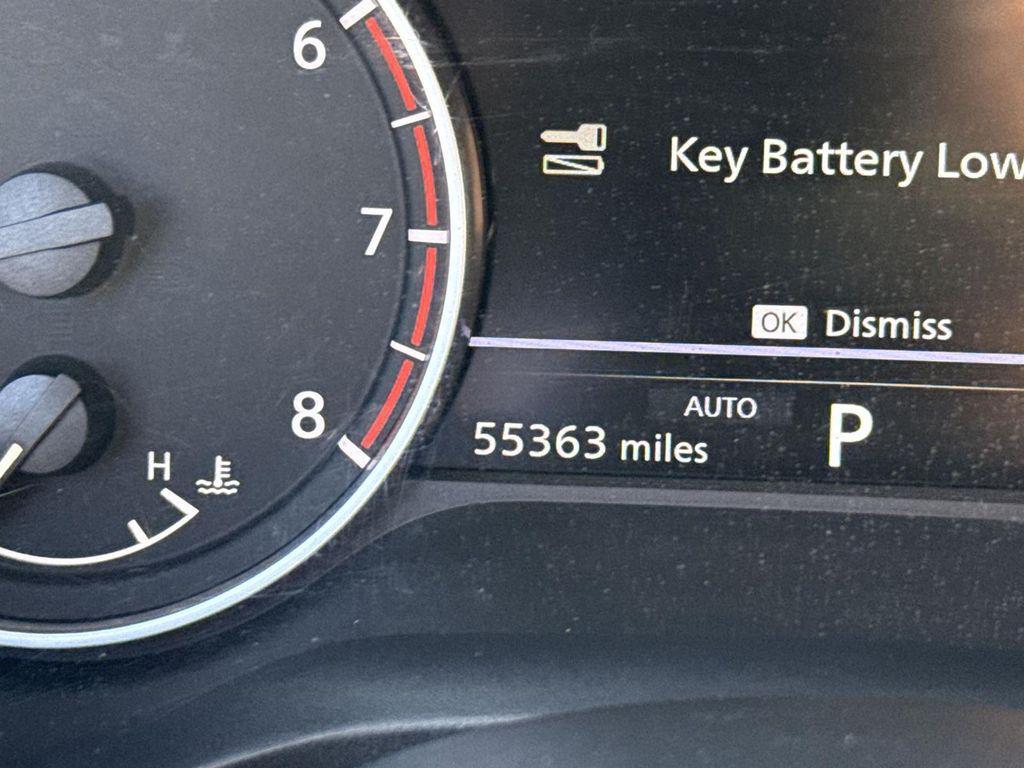 6
7
8
H
Key Battery Low
OK Dismiss
AUTO
P
55363 miles